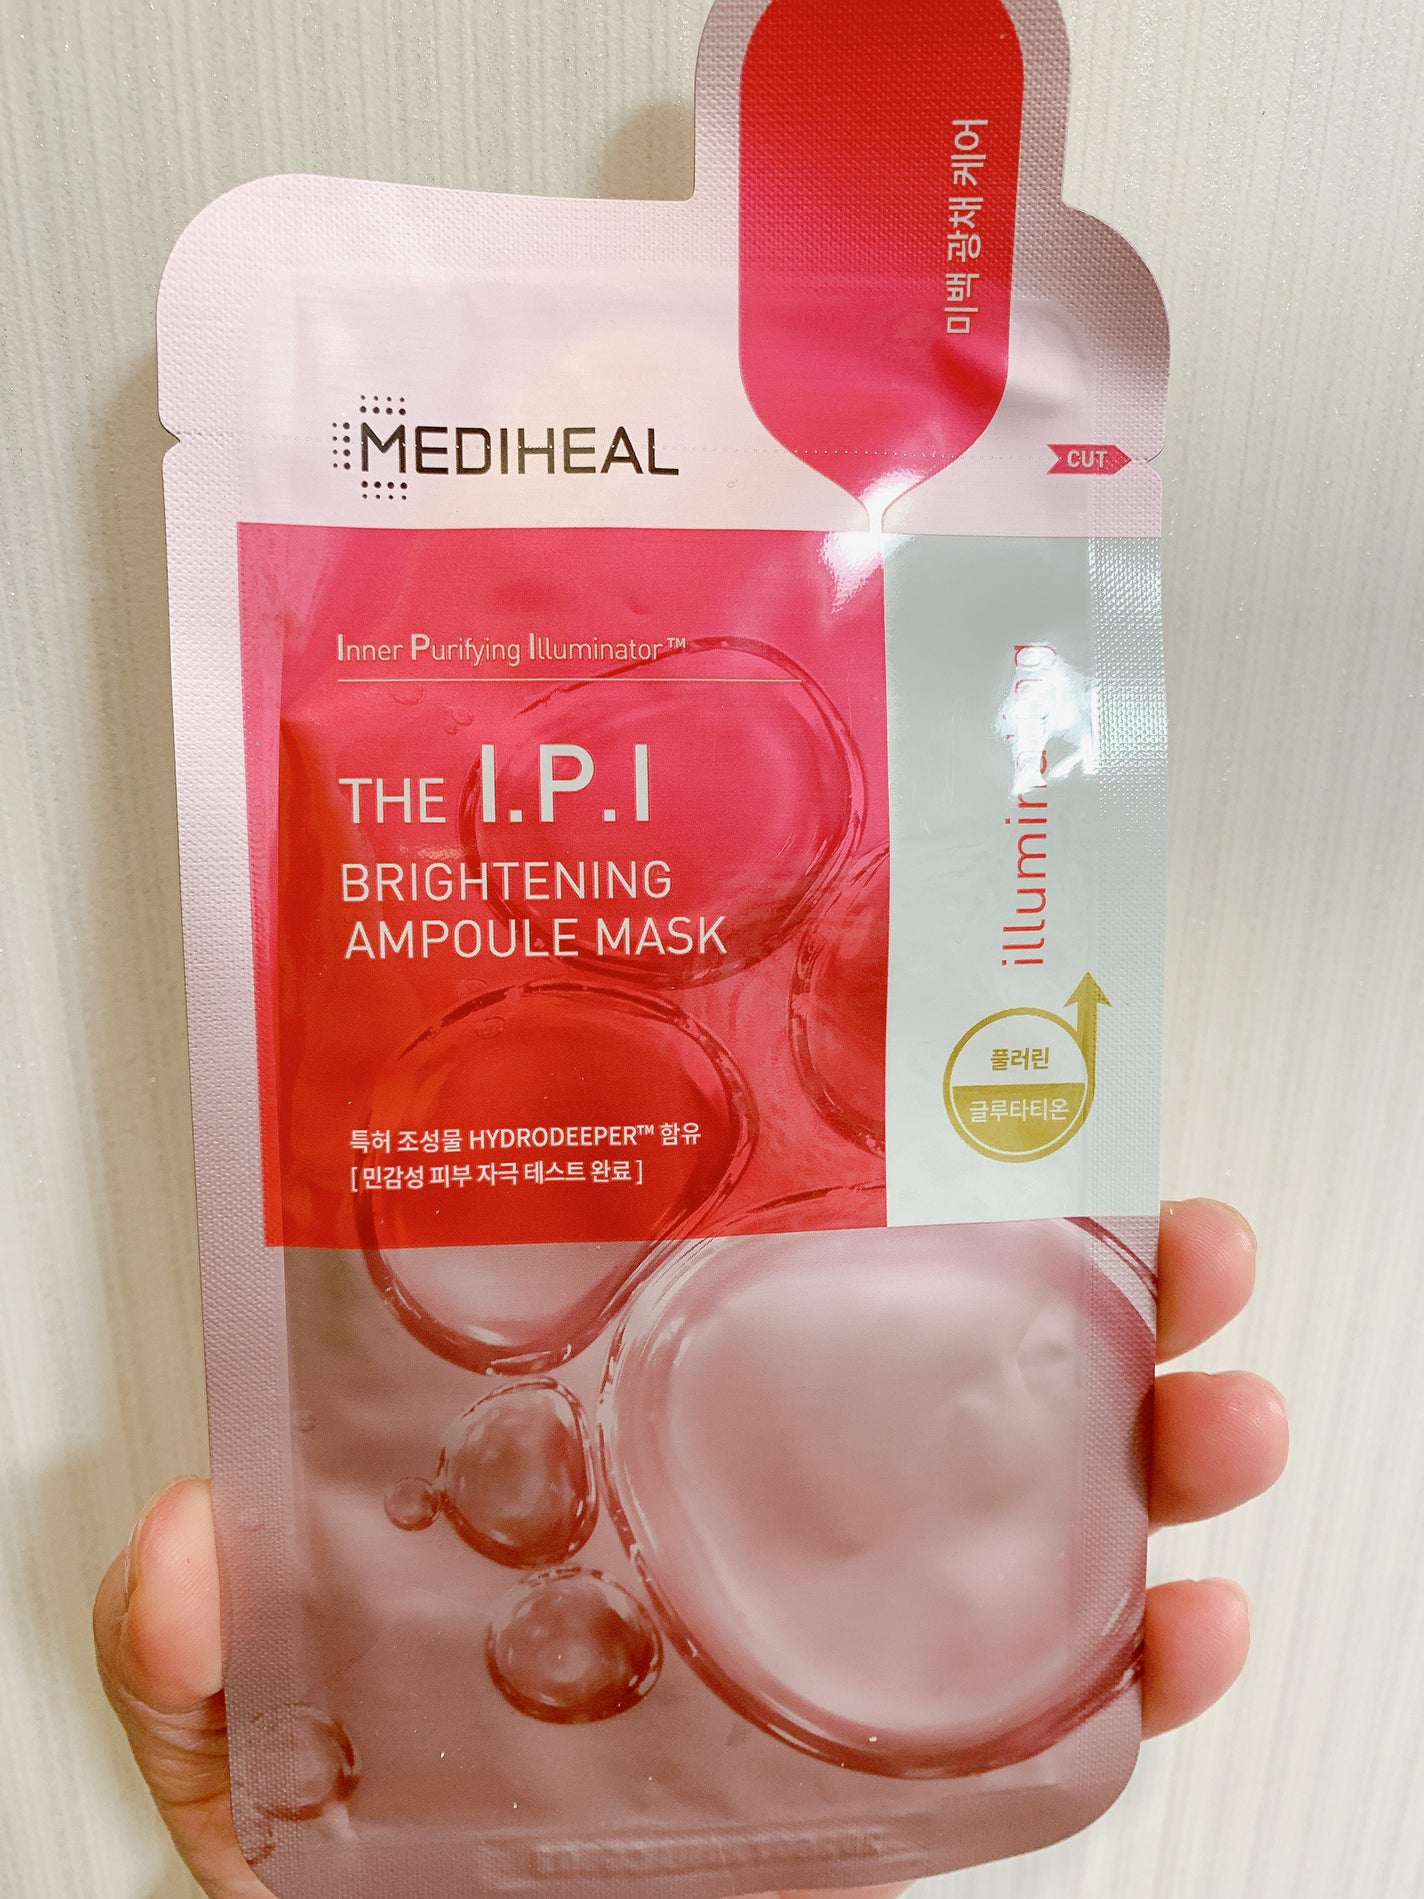 미백 광채 케어
MEDIHEAL
CUT
Inner Purifying Illuminator™
THE I.P.I
BRIGHTENING
AMPOULE MASK
특허 조성물 HYDRODEEPER™ 함유
[ 민감성 피부 자극 테스트 완료 ]
풀러린
글루타티온